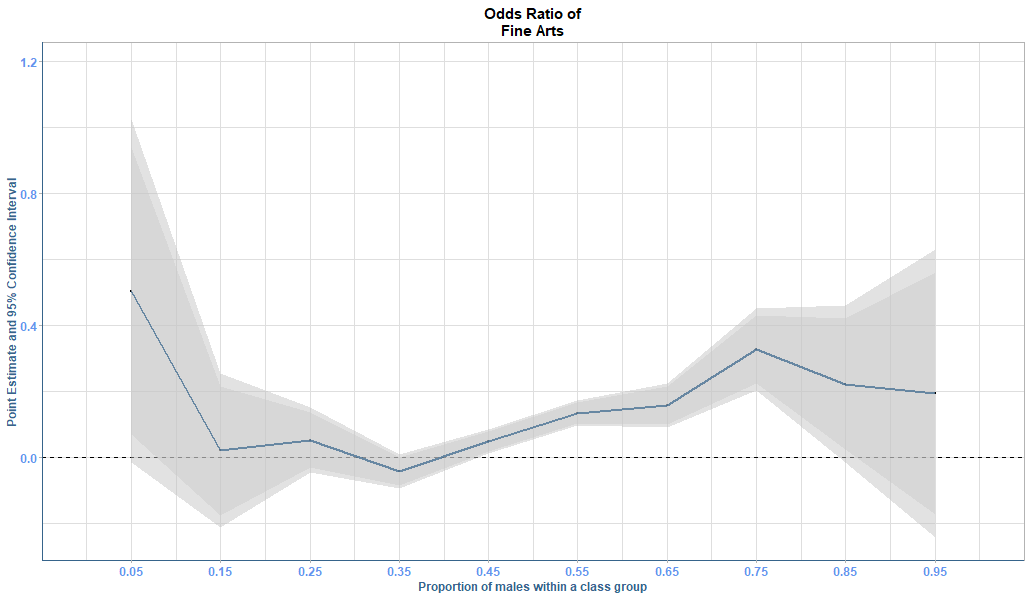 Odds Ratio of
Fine Arts
Point Estimate and 95% Confidence Interval
1.2
0.8
0.4
0.0
0.05 0.15 0.25 0.35 0.45 0.55 0.65 0.75 0.85 0.95
Proportion of males within a class group